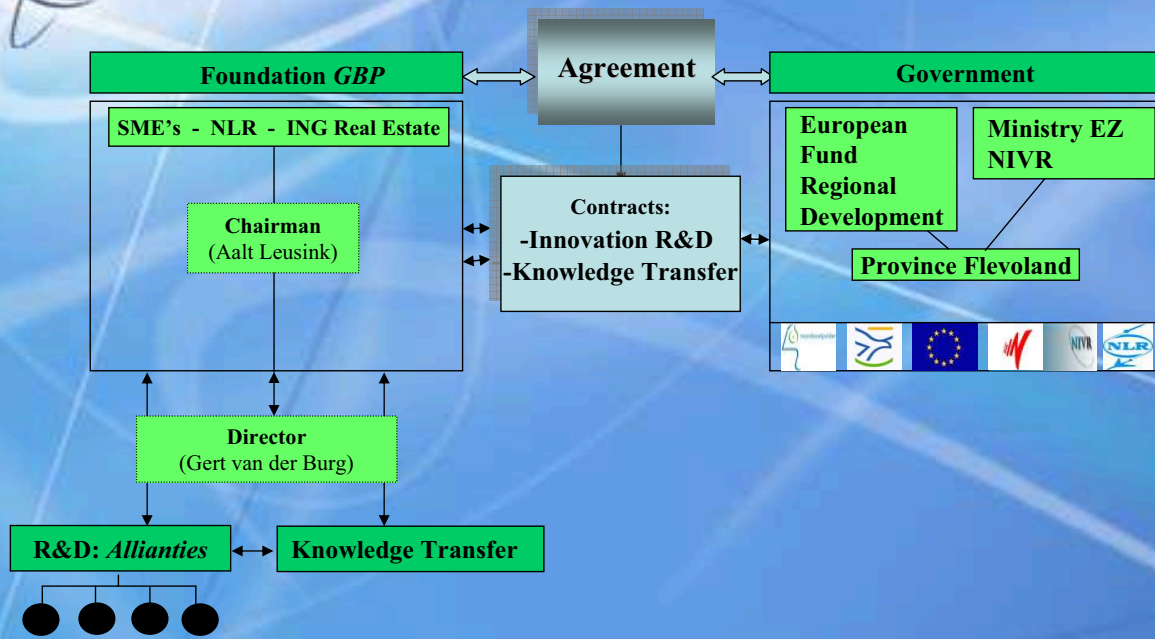 Foundation GBP
Agreement
Government
SME's - NLR - ING Real Estate
Chairman
(Aalt Leusink)
Contracts:
-Innovation R&D
-Knowledge Transfer
European
Fund
Regional
Development
Ministry EZ
NIVR
Province Flevoland
noordoostpolder
NIVR
NLR
Director
(Gert van der Burg)
R&D: Allianties
Knowledge Transfer